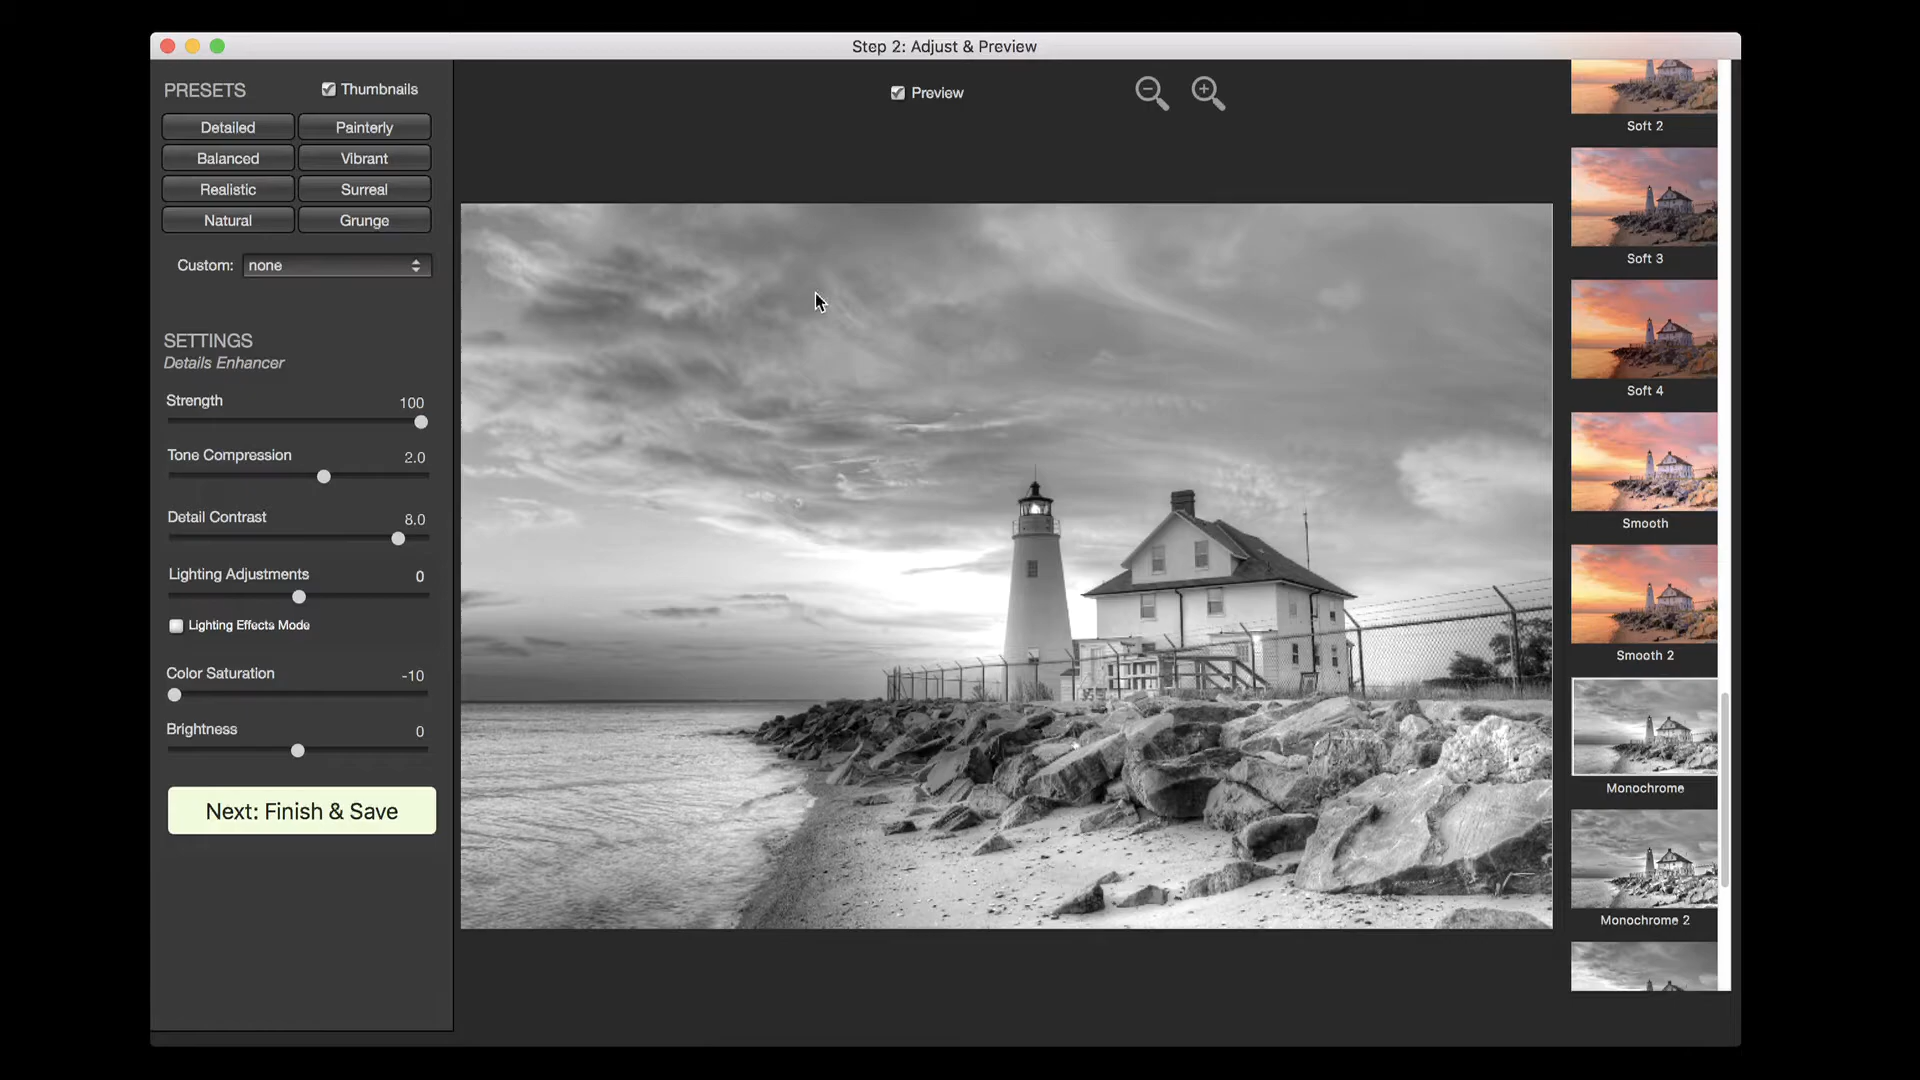 Step 2: Adjust & Preview
PRESETS
Thumbnails
Detailed
Painterly
Balanced
Vibrant
Realistic
Surreal
Natural
Grunge
Custom:
none
SETTINGS
Details Enhancer
Strength
100
Tone Compression
2.0
Detail Contrast
8.0
Lighting Adjustments
0
Lighting Effects Mode
Color Saturation
-10
Brightness
0
Next: Finish & Save
Preview
Soft 2
Soft 3
Soft 4
Smooth
Smooth 2
Monochrome
Monochrome 2